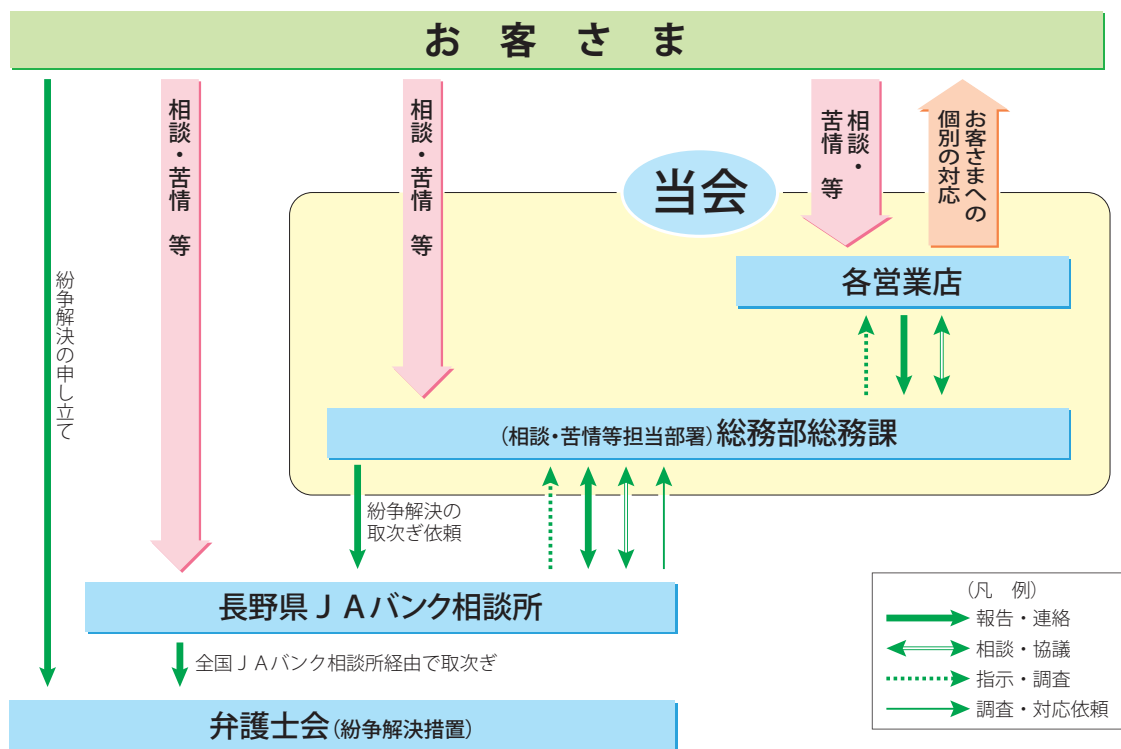 お客さま
紛争解決の申し立て
相談・苦情 等
相談・苦情 等
相談・
苦情 等
お客さまへの
個別の対応
当会
各営業店
(相談・苦情等担当部署)総務部総務課
紛争解決の
取次ぎ依頼
長野県JAバンク相談所
全国JAバンク相談所経由で取次ぎ
弁護士会(紛争解決措置)
(凡 例)
報告・連絡
相談・協議
指示・調査
調査・対応依頼